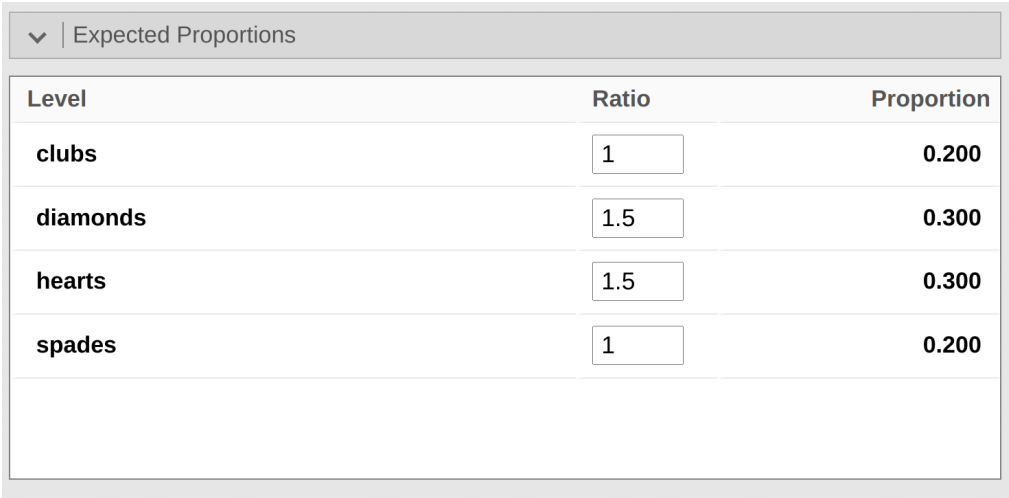 Expected Proportions
Level Ratio Proportion
clubs 1 0.200
diamonds 1.5 0.300
hearts 1.5 0.300
spades 1 0.200